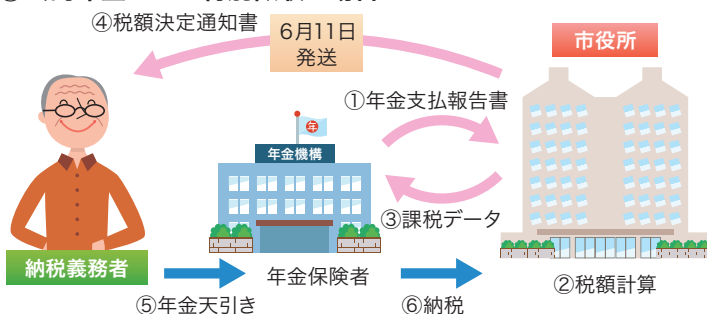 ④税額決定通知書
6月11日
発送
市役所
①年金支払報告書
年
年金機構
③課税データ
納税義務者
年金保険者
②税額計算
⑤年金天引き
⑥納税